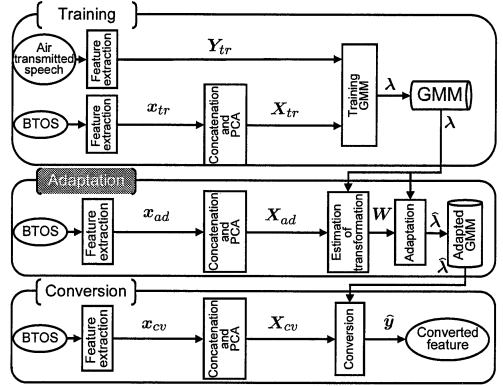 Training
Air
transmitted
speech
Feature
extraction
Y_tr
Training
GMM
λ
GMM
λ
BTOS
Feature
extraction
x_tr
Concatenation
and
PCA
X_tr
Adaptation
BTOS
Feature
extraction
x_ad
Concatenation
and
PCA
X_ad
Estimation
of
transformation
W
Adaptation
λ̂
Adapted
GMM
λ̂
Conversion
BTOS
Feature
extraction
x_cv
Concatenation
and
PCA
X_cv
Conversion
ŷ
Converted
feature